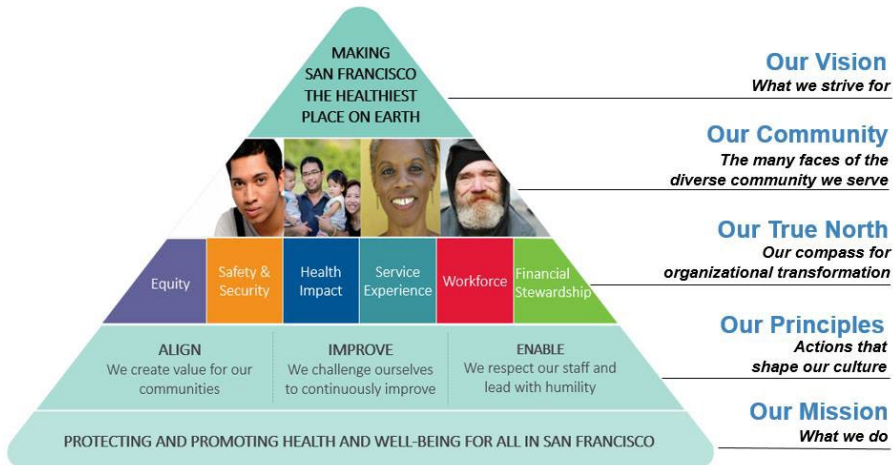 MAKING
SAN FRANCISCO
THE HEALTHIEST
PLACE ON EARTH
Our Vision
What we strive for
Our Community
The many faces of the
diverse community we serve
Equity
Safety &
Security
Health
Impact
Service
Experience
Workforce
Financial
Stewardship
Our True North
Our compass for
organizational transformation
ALIGN
We create value for our
communities
IMPROVE
We challenge ourselves
to continuously improve
ENABLE
We respect our staff and
lead with humility
Our Principles
Actions that
shape our culture
PROTECTING AND PROMOTING HEALTH AND WELL-BEING FOR ALL IN SAN FRANCISCO
Our Mission
What we do